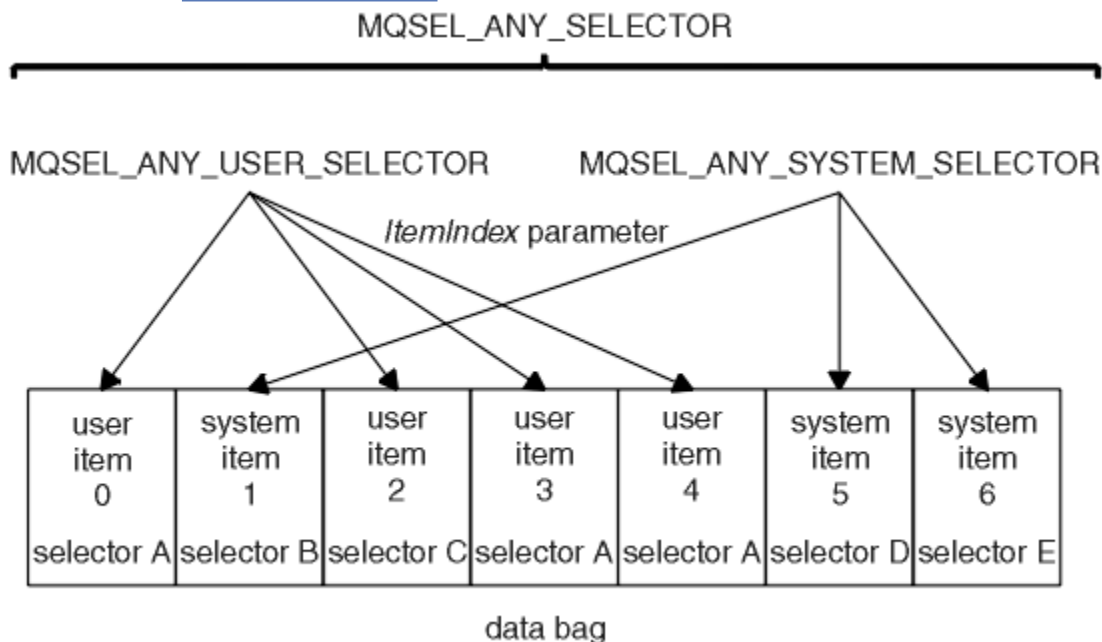 MQSEL_ANY_SELECTOR
MQSEL_ANY_USER_SELECTOR
MQSEL_ANY_SYSTEM_SELECTOR
ItemIndex parameter
user
item
0
selector A
system
item
1
selector B
user
item
2
selector C
user
item
3
selector A
user
item
4
selector A
system
item
5
selector D
system
item
6
selector E
data bag